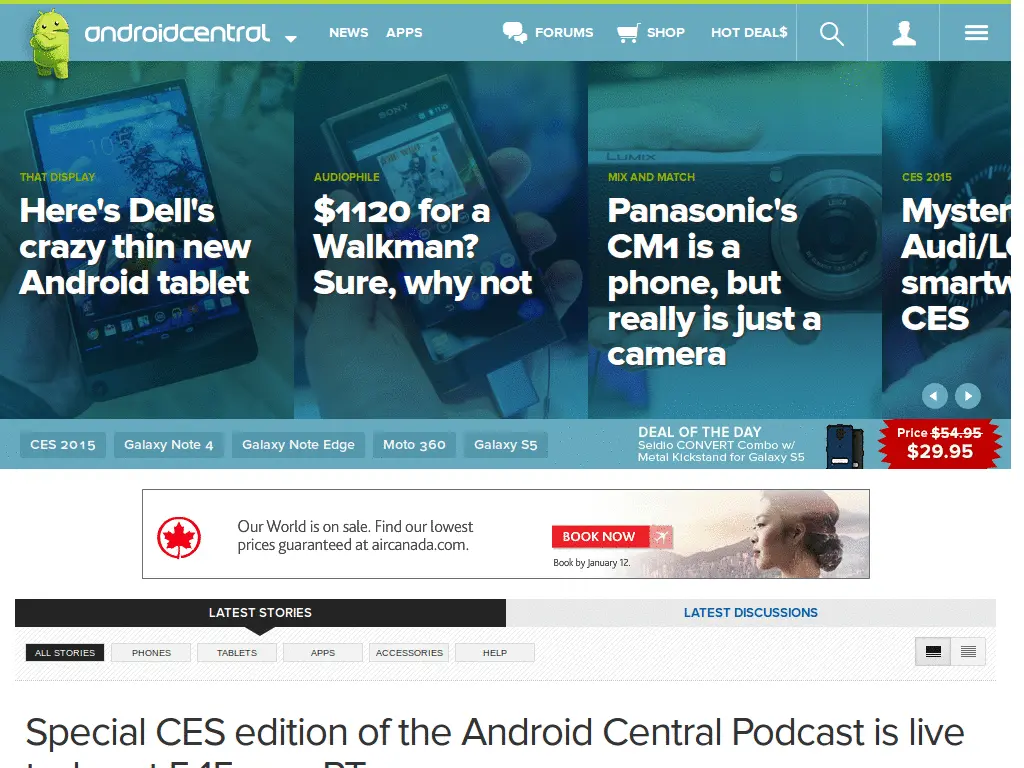 androidcentral
NEWS APPS FORUMS SHOP HOT DEAL$
THAT DISPLAY
Here's Dell's
crazy thin new
Android tablet
SONY
AUDIOPHILE
$1120 for a
Walkman?
Sure, why not
LUMIX
MIX AND MATCH
Panasonic's
CM1 is a
phone, but
really is just a
camera
CES 2015
Myster
Audi/L
smartw
CES
CES 2015 Galaxy Note 4 Galaxy Note Edge Moto 360 Galaxy S5
DEAL OF THE DAY
Seidio CONVERT Combo w/
Metal Kickstand for Galaxy S5
Price $54.95
$29.95
Our World is on sale. Find our lowest
prices guaranteed at aircanada.com.
BOOK NOW
Book by January 12.
LATEST STORIES LATEST DISCUSSIONS
ALL STORIES PHONES TABLETS APPS ACCESSORIES HELP
Special CES edition of the Android Central Podcast is live